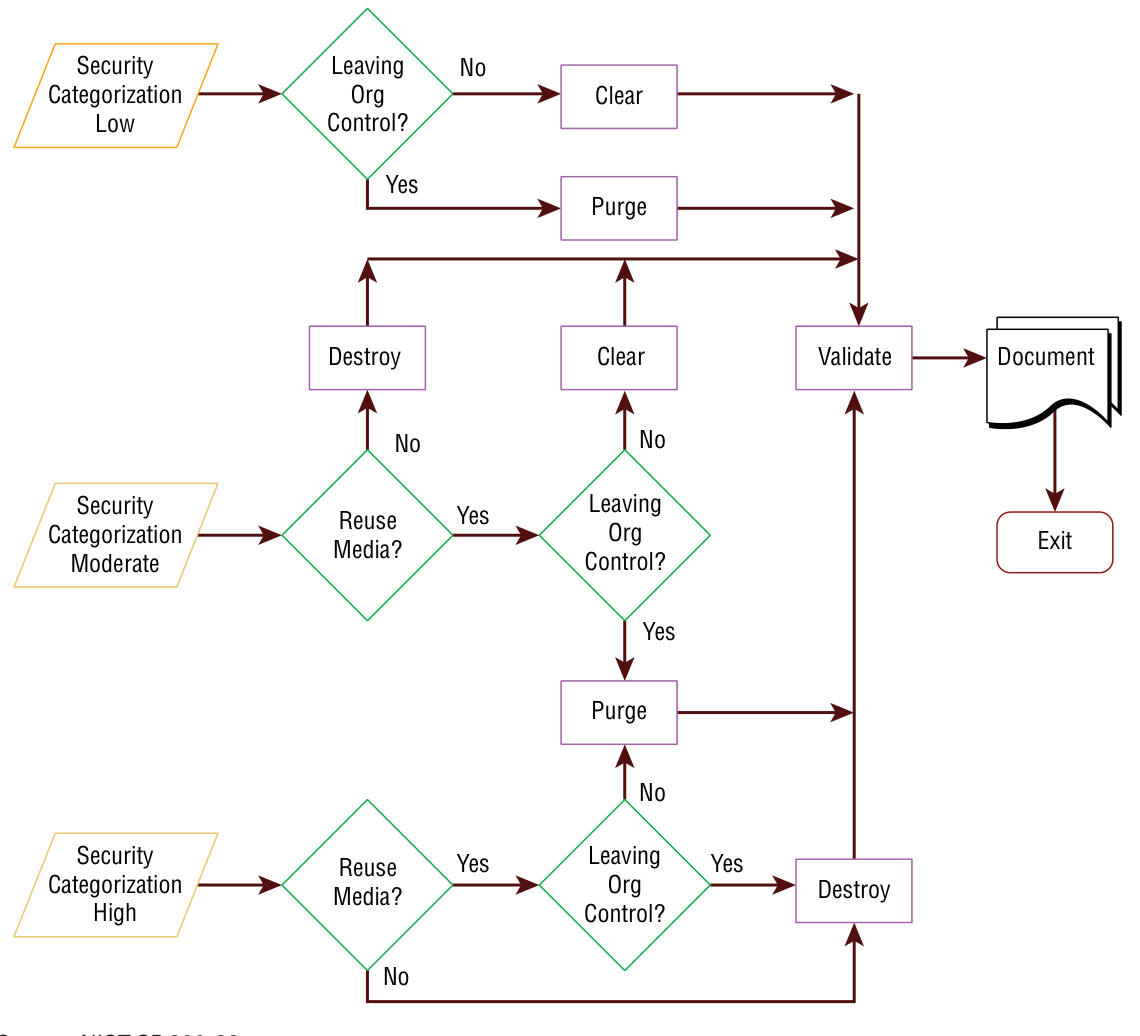 Security
Categorization
Low
Leaving
Org
Control?
No
Clear
Yes
Purge
Destroy
Clear
Validate
Document
No
No
Security
Categorization
Moderate
Reuse
Media?
Yes
Leaving
Org
Control?
Exit
Yes
Purge
No
Security
Categorization
High
Reuse
Media?
Yes
Leaving
Org
Control?
Yes
Destroy
No